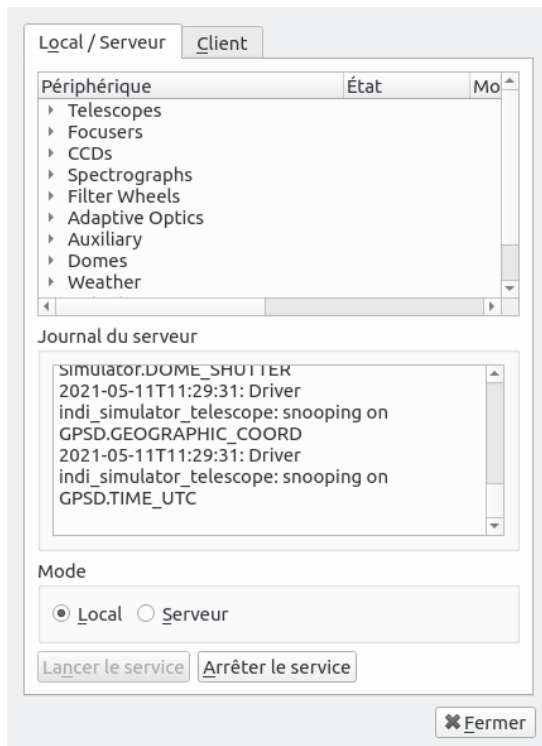 Local / Serveur
Client
Périphérique État Mo
Telescopes
Focusers
CCDs
Spectrographs
Filter Wheels
Adaptive Optics
Auxiliary
Domes
Weather
Journal du serveur
Simulator.DOME_SHUTTER
2021-05-11T11:29:31: Driver
indi_simulator_telescope: snooping on
GPSD.GEOGRAPHIC_COORD
2021-05-11T11:29:31: Driver
indi_simulator_telescope: snooping on
GPSD.TIME_UTC
Mode
Local Serveur
Lancer le service Arrêter le service
Fermer